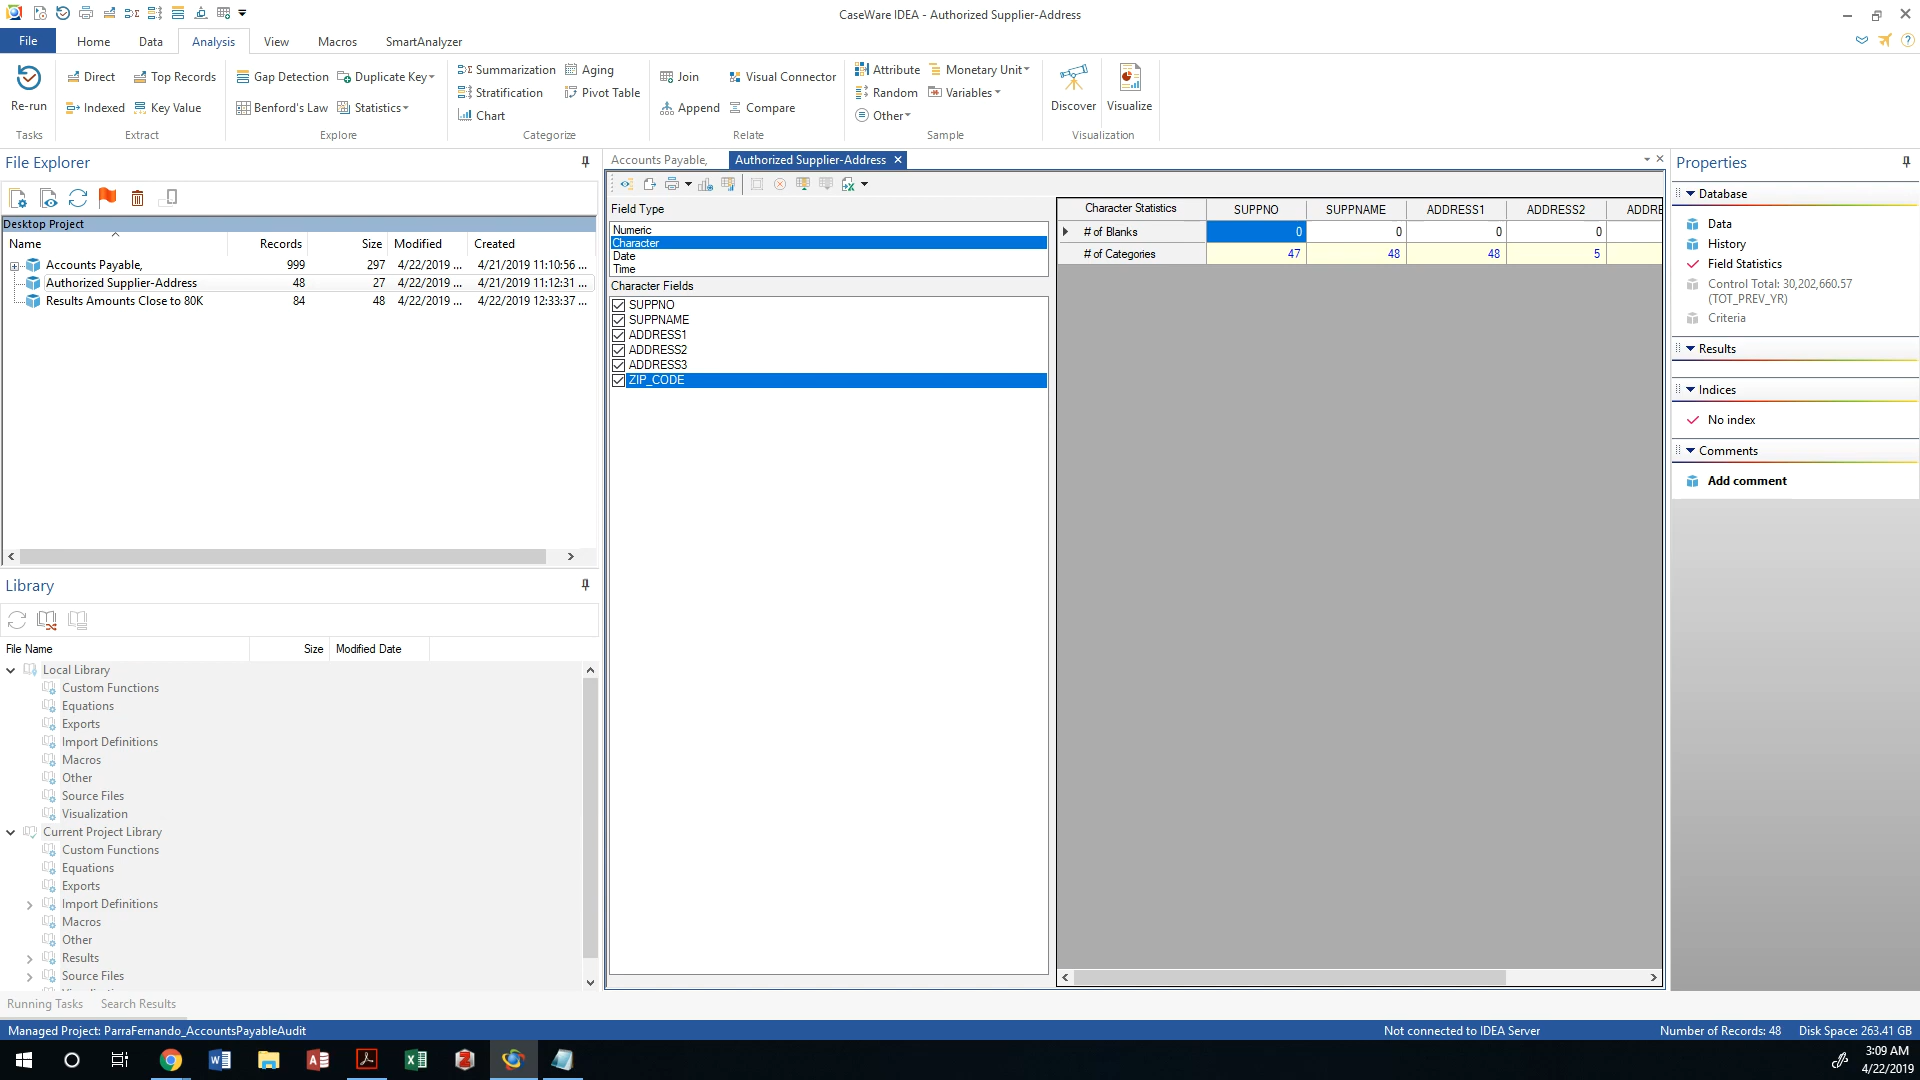 CaseWare IDEA - Authorized Supplier-Address
File Home Data Analysis View Macros SmartAnalyzer
Re-run
Tasks
Direct Top Records
Indexed Key Value
Extract
Gap Detection Duplicate Key
Benford's Law Statistics
Explore
Summarization Aging
Stratification Pivot Table
Chart
Categorize
Join Visual Connector
Append Compare
Relate
Attribute Monetary Unit
Random Variables
Other
Sample
Discover Visualize
Visualization
File Explorer
Desktop Project
Name Records Size Modified Created
Accounts Payable, 999 297 4/22/2019 ... 4/21/2019 11:10:56 ...
Authorized Supplier-Address 48 27 4/22/2019 ... 4/21/2019 11:12:31 ...
Results Amounts Close to 80K 84 48 4/22/2019 ... 4/22/2019 12:33:37 ...
Library
File Name Size Modified Date
Local Library
Custom Functions
Equations
Exports
Import Definitions
Macros
Other
Source Files
Visualization
Current Project Library
Custom Functions
Equations
Exports
Import Definitions
Macros
Other
Results
Source Files
Running Tasks Search Results
Accounts Payable, Authorized Supplier-Address
Field Type
Numeric
Character
Date
Time
Character Fields
SUPPNO
SUPPNAME
ADDRESS1
ADDRESS2
ADDRESS3
ZIP_CODE
Character Statistics SUPPNO SUPPNAME ADDRESS1 ADDRESS2 ADDRE
# of Blanks 0 0 0 0
# of Categories 47 48 48 5
Properties
Database
Data
History
Field Statistics
Control Total: 30,202,660.57
(TOT_PREV_YR)
Criteria
Results
Indices
No index
Comments
Add comment
Managed Project: ParraFernando_AccountsPayableAudit Not connected to IDEA Server Number of Records: 48 Disk Space: 263.41 GB
3:09 AM
4/22/2019